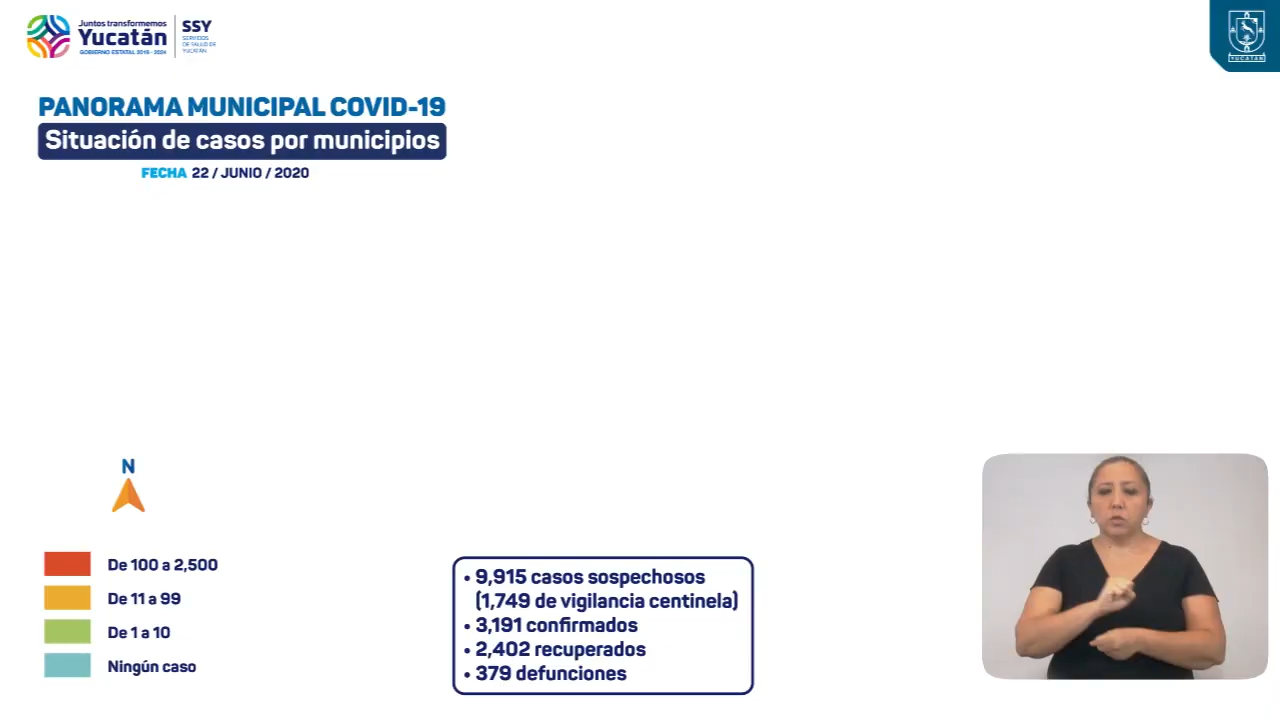 Juntos transformemos
Yucatán
GOBIERNO ESTATAL 2018 - 2024
SSY
SERVICIOS
DE SALUD DE
YUCATÁN
YUCATÁN
PANORAMA MUNICIPAL COVID-19
Situación de casos por municipios
FECHA 22 / JUNIO / 2020
N
De 100 a 2,500
De 11 a 99
De 1 a 10
Ningún caso
• 9,915 casos sospechosos
(1,749 de vigilancia centinela)
• 3,191 confirmados
• 2,402 recuperados
• 379 defunciones